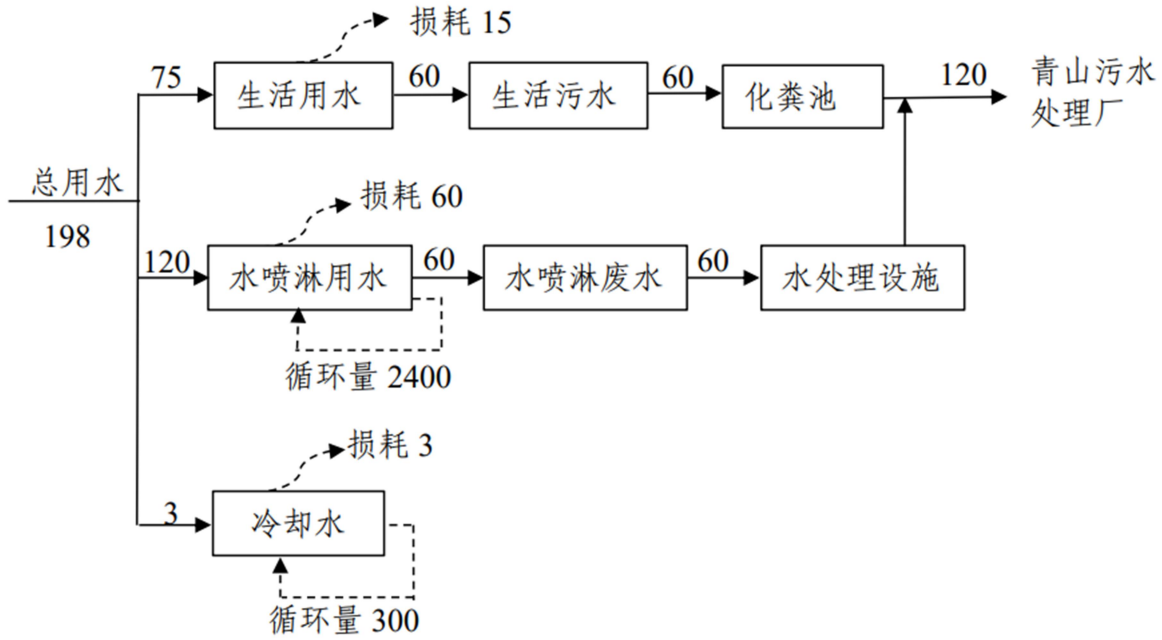 损耗 15
75
生活用水
60
生活污水
60
化粪池
120
青山污水
处理厂
总用水
198
损耗 60
120
水喷淋用水
60
水喷淋废水
60
水处理设施
循环量 2400
损耗 3
3
冷却水
循环量 300